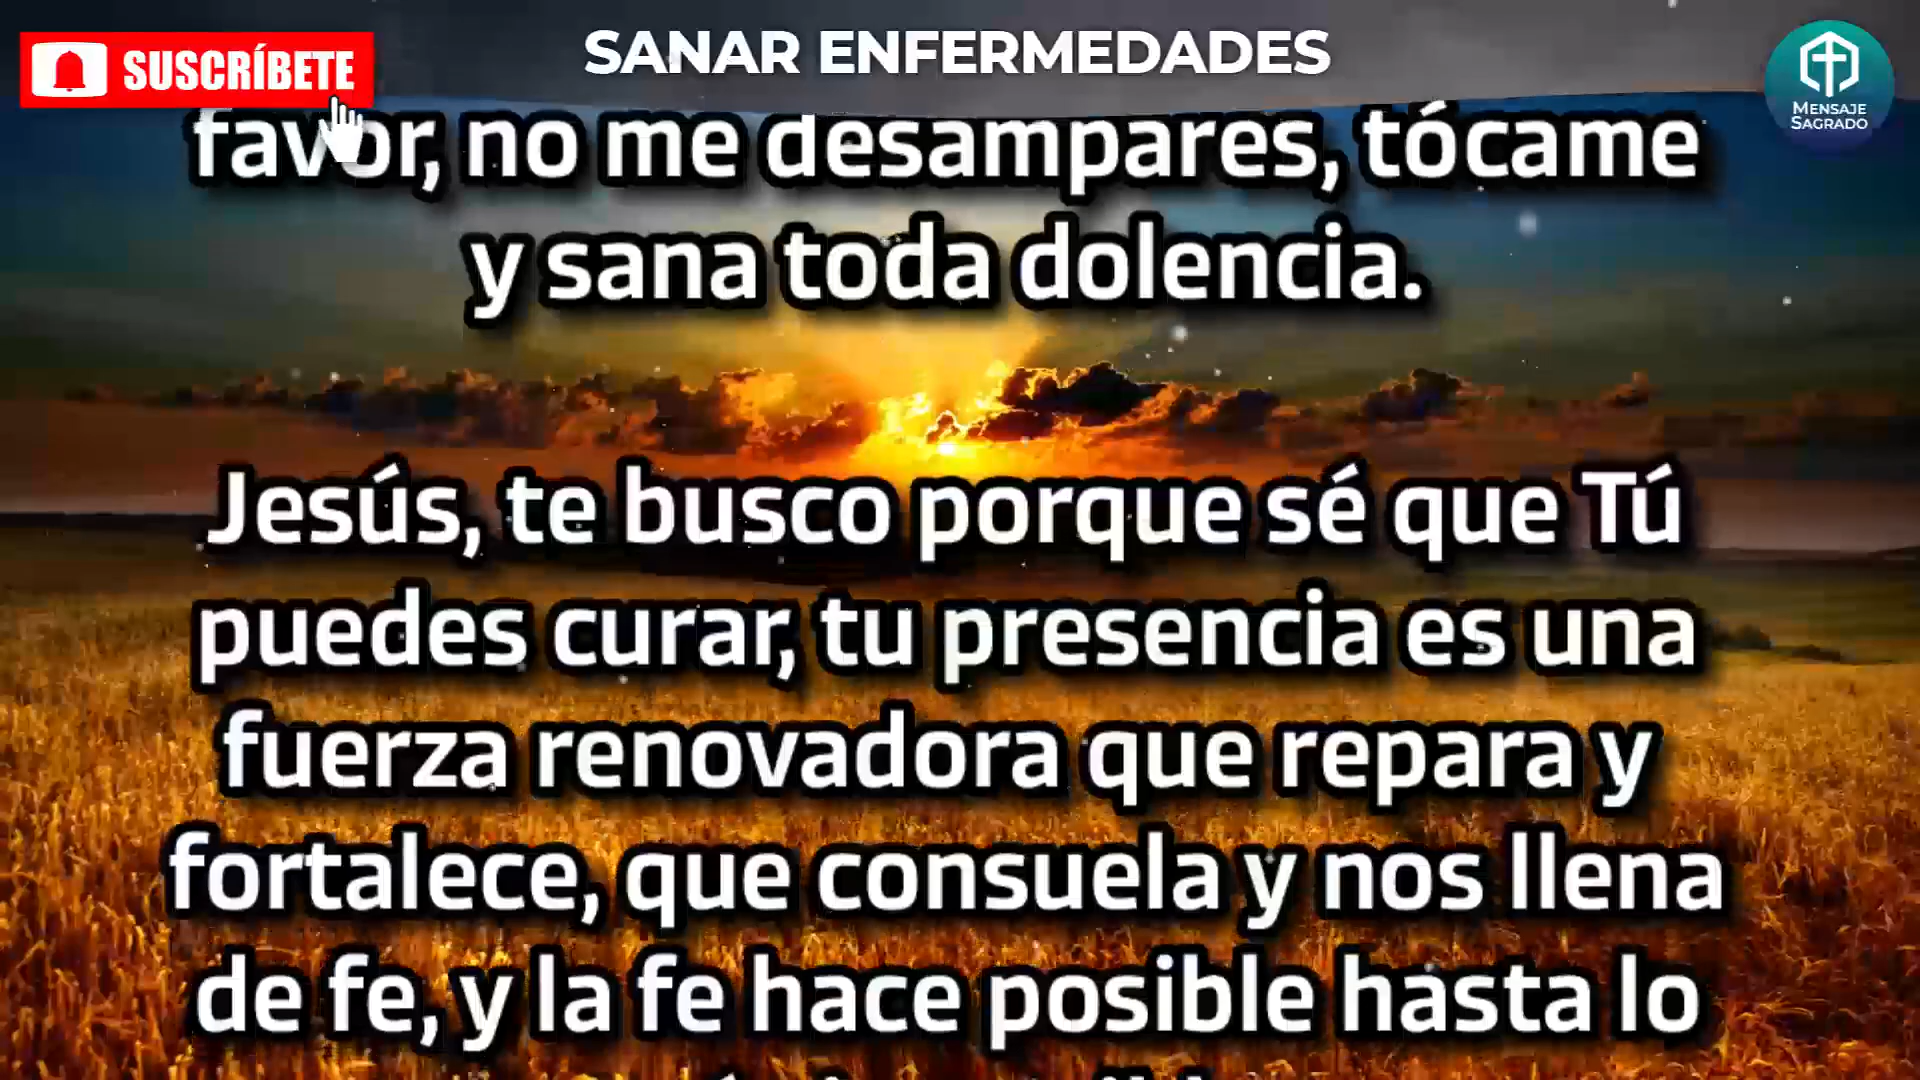 SUSCRÍBETE
SANAR ENFERMEDADES
MENSAJE
SAGRADO
favor, no me desampares, tócame
y sana toda dolencia.
Jesús, te busco porque sé que Tú
puedes curar, tu presencia es una
fuerza renovadora que repara y
fortalece, que consuela y nos llena
de fe, y la fe hace posible hasta lo